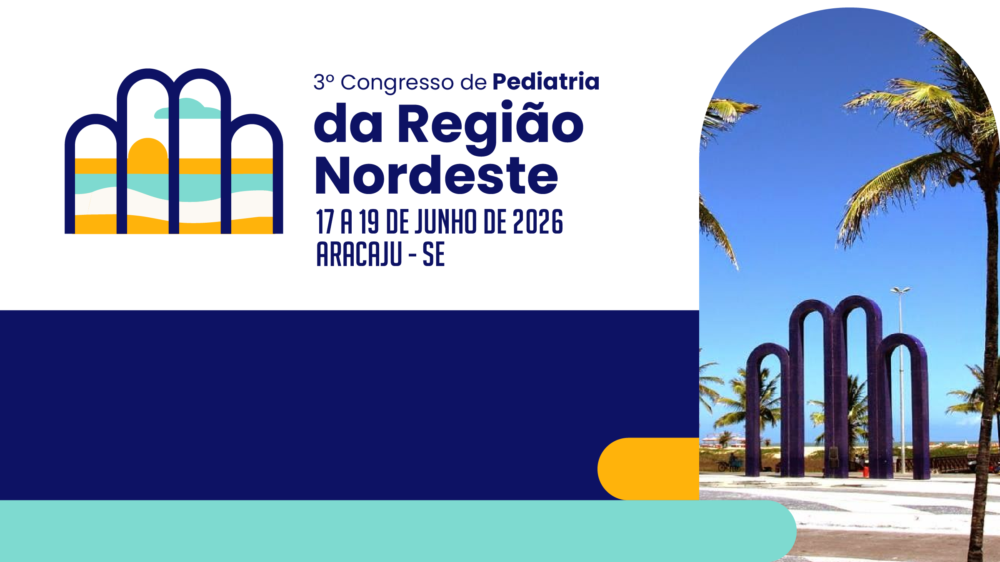 3º Congresso de Pediatria
da Região
Nordeste
17 A 19 DE JUNHO DE 2026
ARACAJU - SE